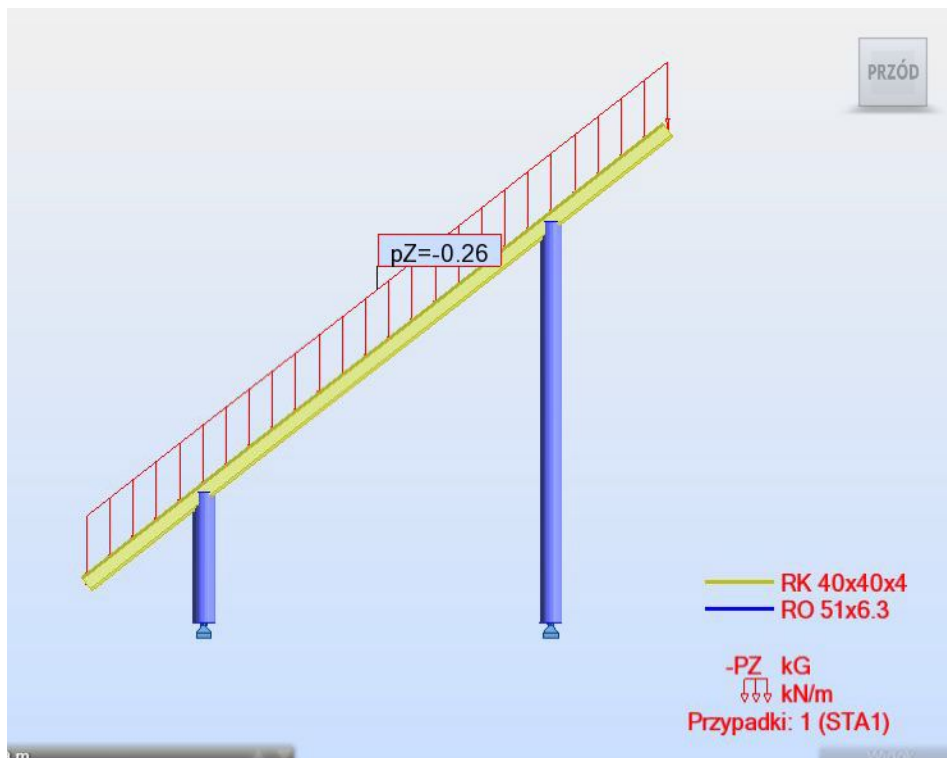 PRZÓD
pZ=-0.26
RK 40x40x4
RO 51x6.3
-PZ kG
kN/m
Przypadki: 1 (STA1)